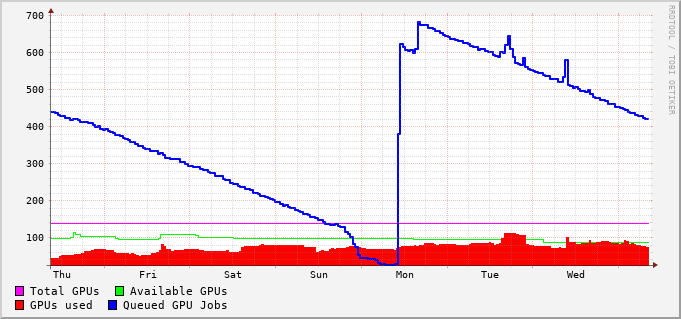 700
600
500
400
300
200
100
Thu Fri Sat Sun Mon Tue Wed
Total GPUs Available GPUs
GPUs used Queued GPU Jobs
RRDTOOL / TOBI OETIKER